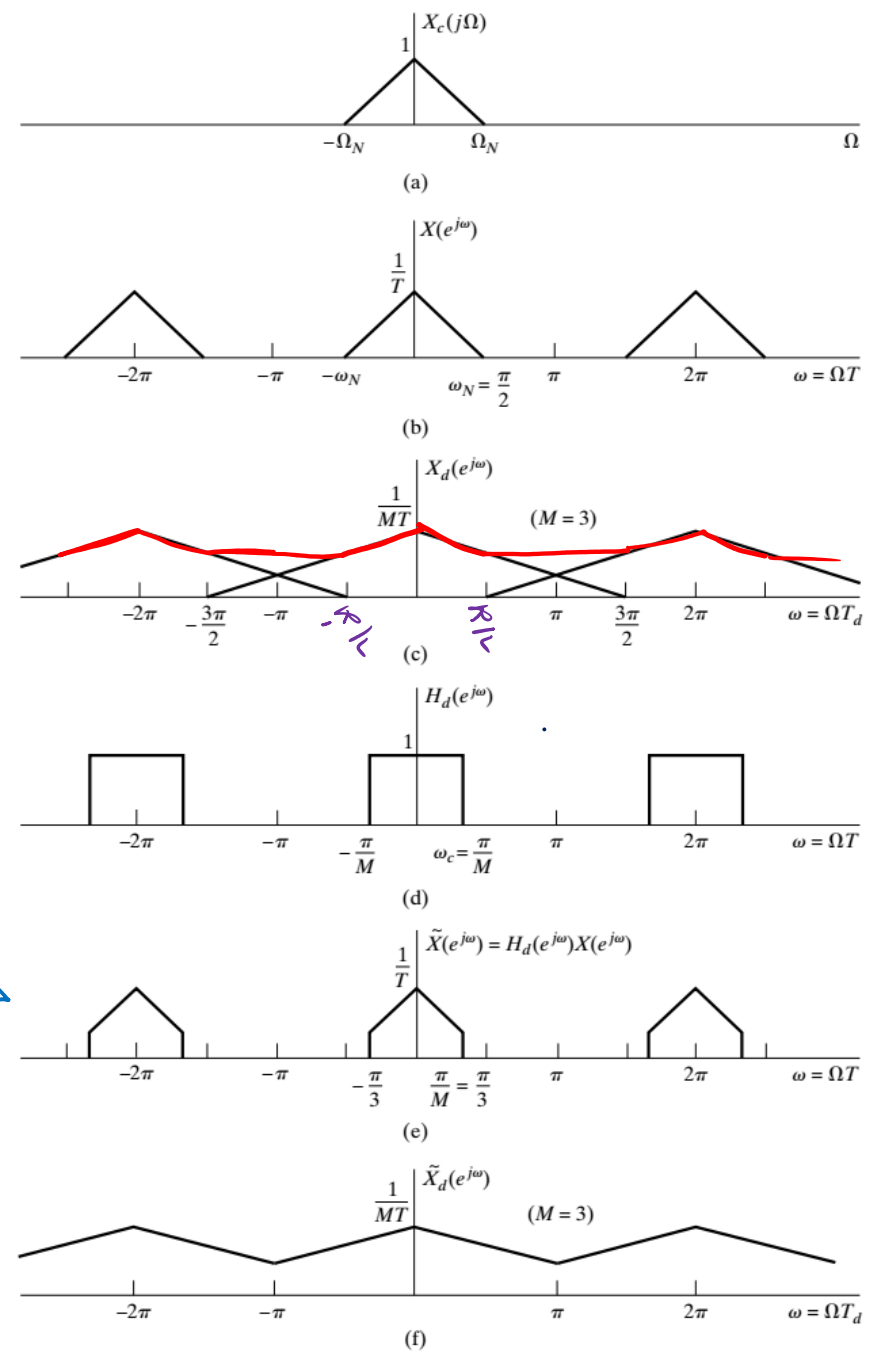 X_c(jΩ)
1
−Ω_N Ω_N Ω
(a)
X(e^{jω})
1/T
−2π −π −ω_N ω_N = π/2 π 2π ω = ΩT
(b)
X_d(e^{jω})
1/MT (M = 3)
−2π −3π/2 −π -π/2 π/2 π 3π/2 2π ω = ΩT_d
(c)
H_d(e^{jω})
1
−2π −π −π/M ω_c = π/M π 2π ω = ΩT
(d)
X̃(e^{jω}) = H_d(e^{jω})X(e^{jω})
1/T
−2π −π −π/3 π/M = π/3 π 2π ω = ΩT
(e)
X̃_d(e^{jω})
1/MT (M = 3)
−2π −π π 2π ω = ΩT_d
(f)